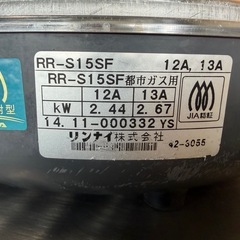 RR-S15SF 12A, 13A
RR-S15SF都市ガス用
12A 13A
kW 2.44 2.67
14.11-000332 YS
リンナイ株式会社
JIA認証